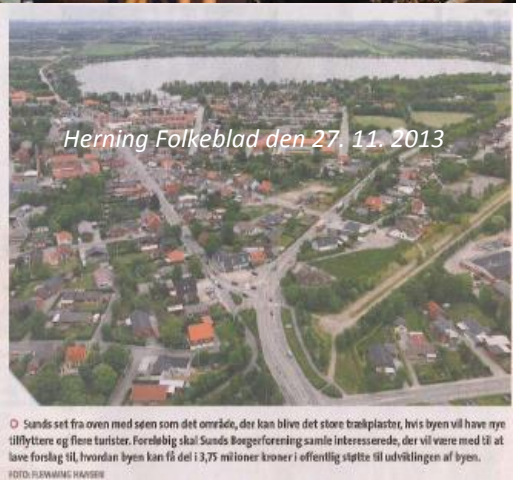 Herning Folkeblad den 27. 11. 2013
Sunds set fra oven med søen som det område, der kan blive det store trækplaster, hvis byen vil have nye
tilflyttere og flere turister. Foreløbig skal Sunds Borgerforening samle interesserede, der vil være med til at
lave forslag til, hvordan byen kan få del i 3,75 milioner kroner i offentlig støtte til udviklingen af byen.
FOTO: FLEMMING HANSEN